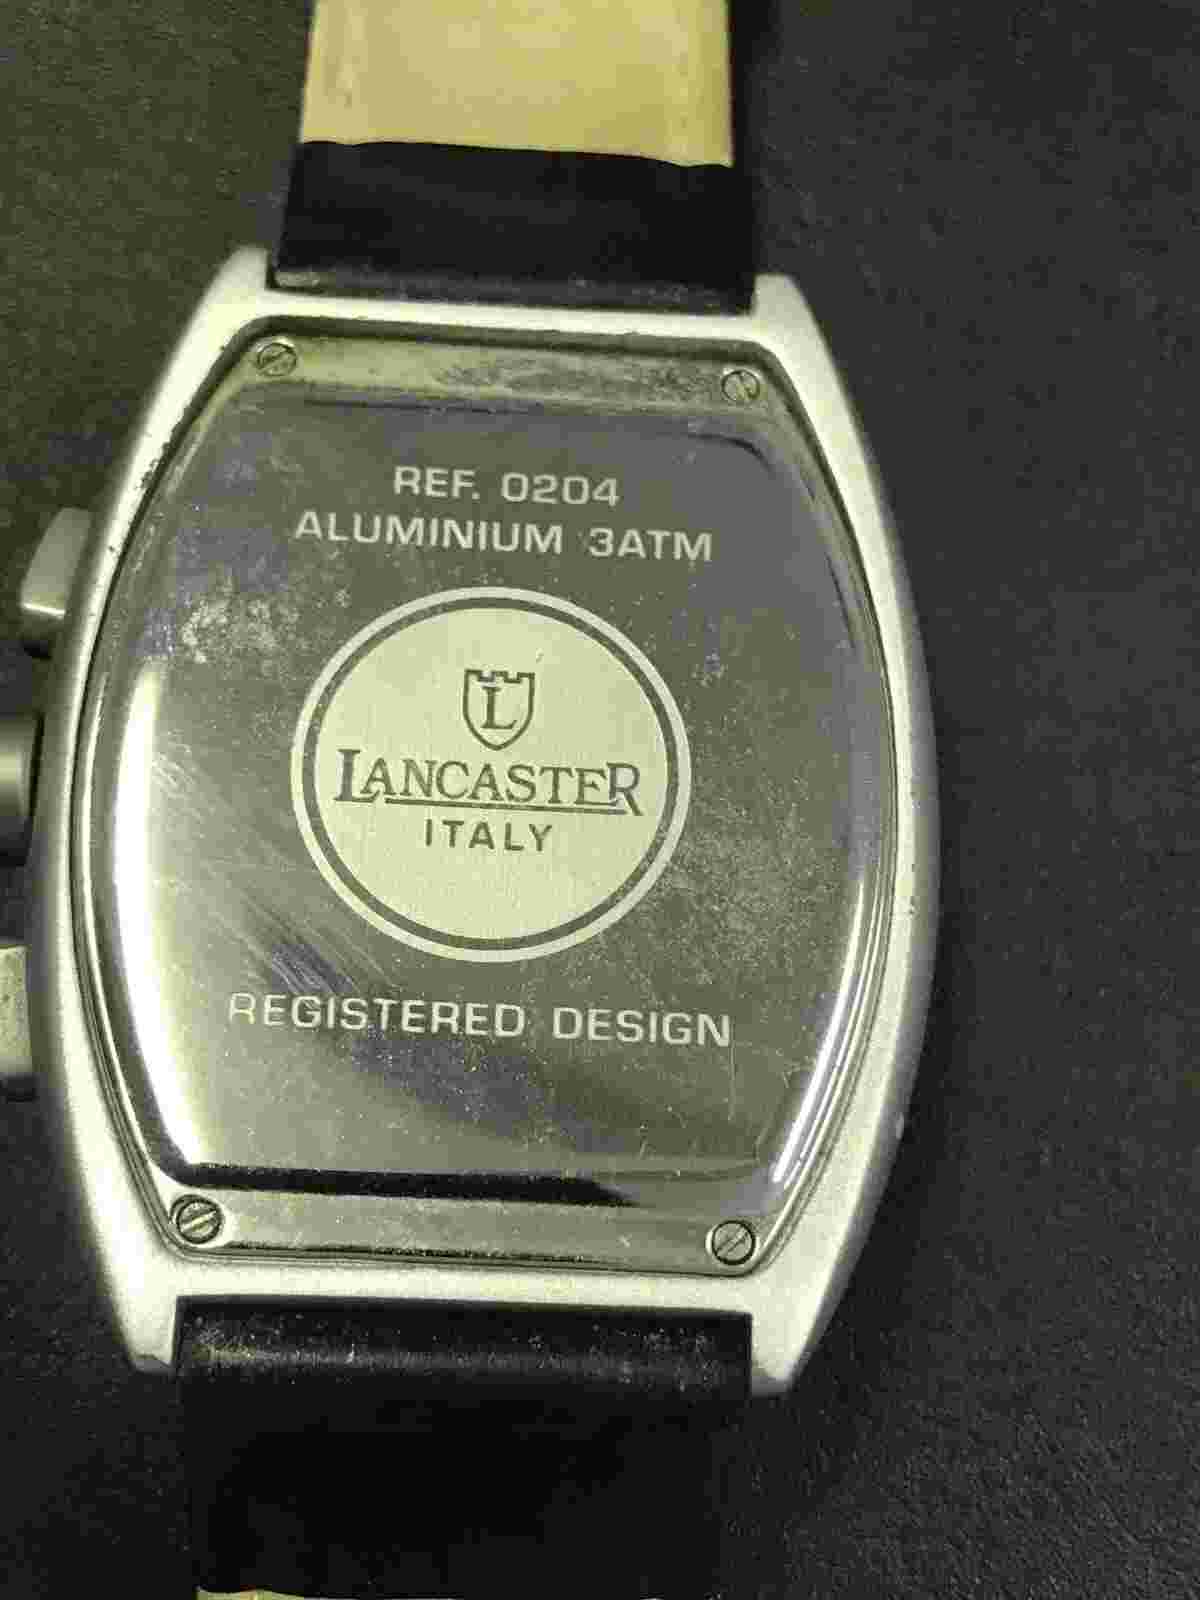 REF. 0204
ALUMINIUM 3ATM
L
LANCASTER
ITALY
REGISTERED DESIGN